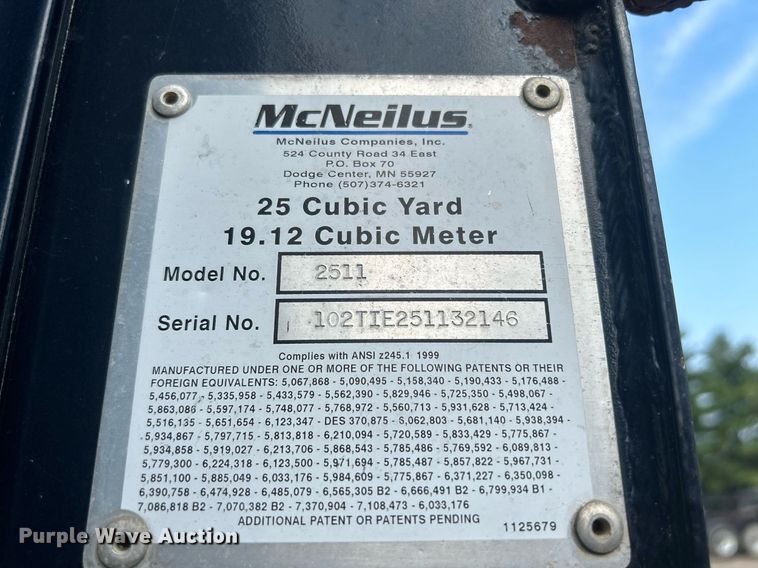 McNeilus
McNeilus Companies, Inc.
524 County Road 34 East
P.O. Box 70
Dodge Center, MN 55927
Phone (507)374-6321
25 Cubic Yard
19.12 Cubic Meter
Model No. 2511
Serial No. 102TIE251132146
Complies with ANSI z245.1 1999
MANUFACTURED UNDER ONE OR MORE OF THE FOLLOWING PATENTS OR THEIR
FOREIGN EQUIVALENTS: 5,067,868 - 5,090,495 - 5,158,340 - 5,190,433 - 5,176,488 -
5,456,077 - 5,335,958 - 5,433,579 - 5,562,390 - 5,829,946 - 5,725,350 - 5,498,067 -
5,863,086 - 5,597,174 - 5,748,077 - 5,768,972 - 5,560,713 - 5,931,628 - 5,713,424 -
5,516,135 - 5,651,654 - 6,123,347 - DES 370,875 - 6,062,803 - 5,681,140 - 5,938,394 -
5,934,867 - 5,797,715 - 5,813,818 - 6,210,094 - 5,720,589 - 5,833,429 - 5,775,867 -
5,934,858 - 5,919,027 - 6,213,706 - 5,868,543 - 5,785,486 - 5,769,592 - 6,089,813 -
5,779,300 - 6,224,318 - 6,123,500 - 5,971,694 - 5,785,487 - 5,857,822 - 5,967,731 -
5,851,100 - 5,885,049 - 6,033,176 - 5,984,609 - 5,775,867 - 6,371,227 - 6,350,098 -
6,390,758 - 6,474,928 - 6,485,079 - 6,565,305 B2 - 6,666,491 B2 - 6,799,934 B1 -
7,086,818 B2 - 7,070,382 B2 - 7,370,904 - 7,108,473 - 6,033,176
ADDITIONAL PATENT OR PATENTS PENDING
1125679
Purple Wave Auction